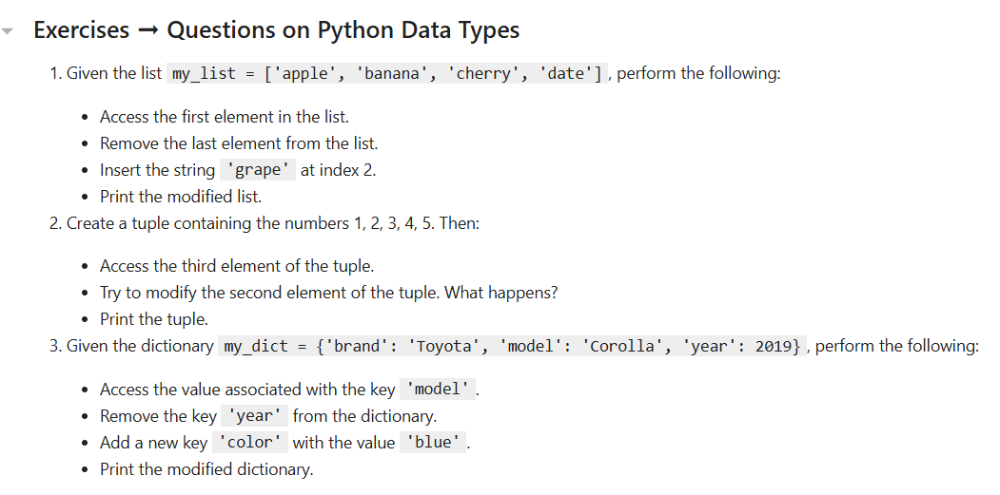 Exercises → Questions on Python Data Types
1. Given the list my_list = ['apple', 'banana', 'cherry', 'date'] , perform the following:
• Access the first element in the list.
• Remove the last element from the list.
• Insert the string 'grape' at index 2.
• Print the modified list.
2. Create a tuple containing the numbers 1, 2, 3, 4, 5. Then:
• Access the third element of the tuple.
• Try to modify the second element of the tuple. What happens?
• Print the tuple.
3. Given the dictionary my_dict = {'brand': 'Toyota', 'model': 'Corolla', 'year': 2019} , perform the following:
• Access the value associated with the key 'model' .
• Remove the key 'year' from the dictionary.
• Add a new key 'color' with the value 'blue' .
• Print the modified dictionary.